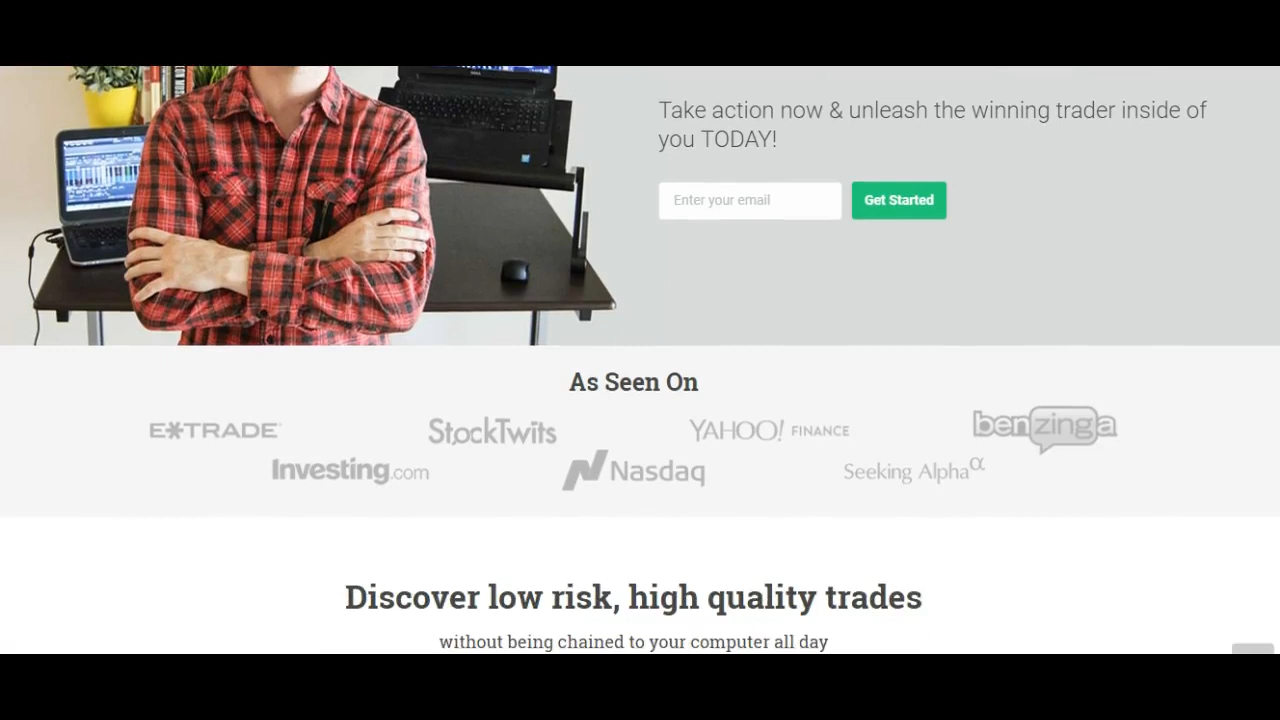 Take action now & unleash the winning trader inside of
you TODAY!
Enter your email
Get Started
As Seen On
E*TRADE
StockTwits
YAHOO! FINANCE
benzinga
Investing.com
Nasdaq
Seeking Alpha α
Discover low risk, high quality trades
without being chained to your computer all day